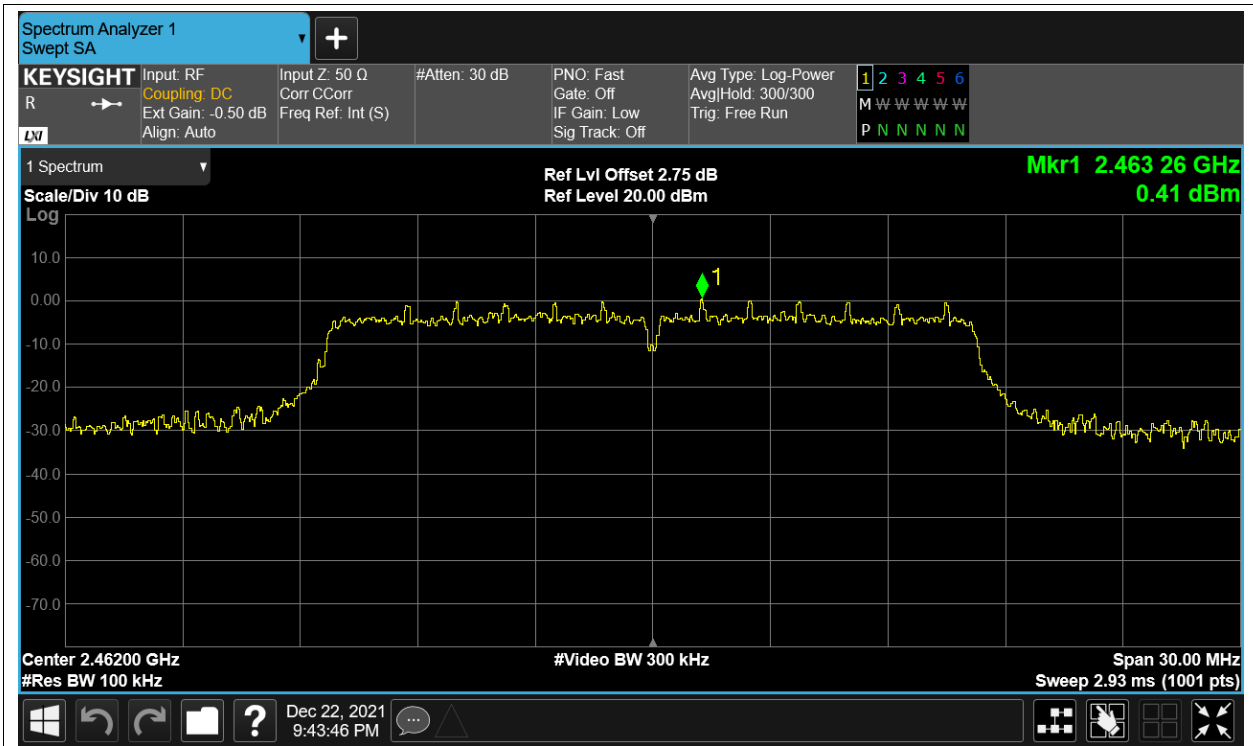 Spectrum Analyzer 1
Swept SA
KEYSIGHT
R
LXI
Input: RF
Coupling: DC
Ext Gain: -0.50 dB
Align: Auto
Input Z: 50 Ω
Corr CCorr
Freq Ref: Int (S)
#Atten: 30 dB
PNO: Fast
Gate: Off
IF Gain: Low
Sig Track: Off
Avg Type: Log-Power
Avg|Hold: 300/300
Trig: Free Run
1 2 3 4 5 6
M W W W W W
P N N N N N
1 Spectrum
Scale/Div 10 dB
Log
Ref Lvl Offset 2.75 dB
Ref Level 20.00 dBm
Mkr1 2.463 26 GHz
0.41 dBm
1
10.0
0.00
-10.0
-20.0
-30.0
-40.0
-50.0
-60.0
-70.0
Center 2.46200 GHz
#Res BW 100 kHz
#Video BW 300 kHz
Span 30.00 MHz
Sweep 2.93 ms (1001 pts)
?
Dec 22, 2021
9:43:46 PM